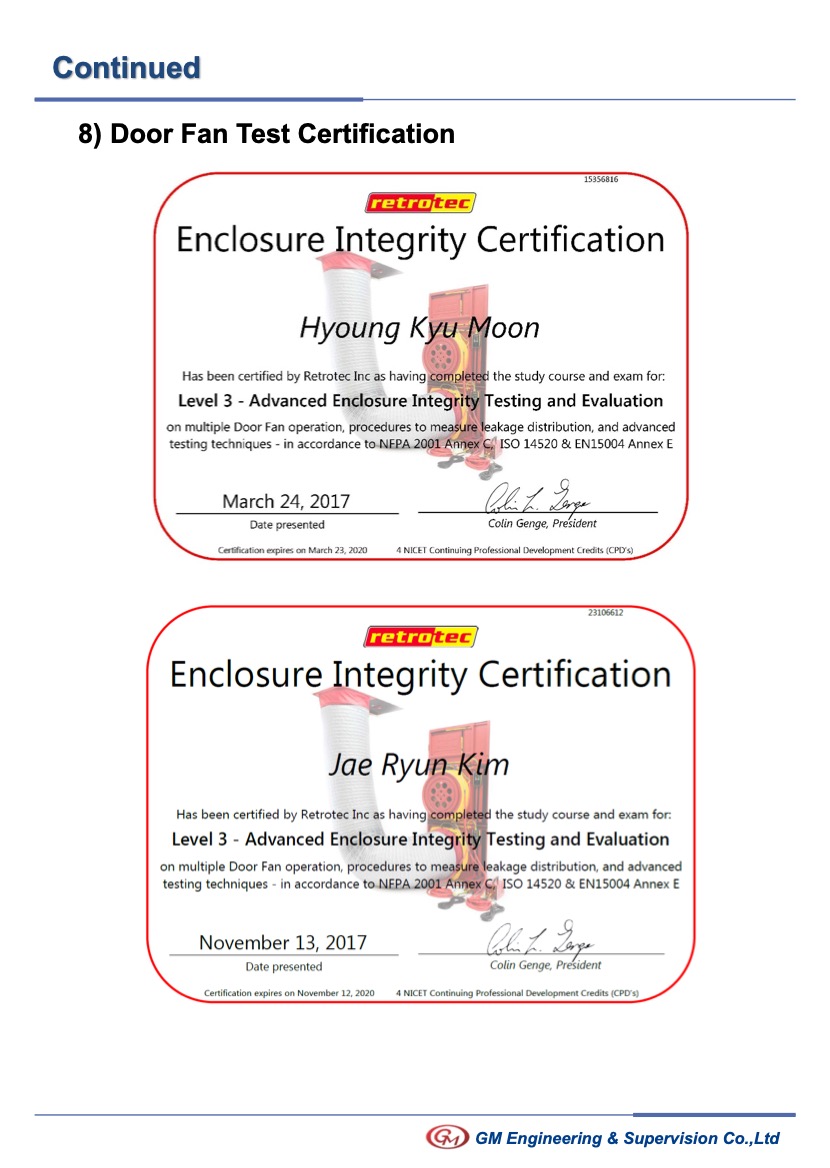 Continued
8) Door Fan Test Certification
15356816
retrotec
Enclosure Integrity Certification
Hyoung Kyu Moon
Has been certified by Retrotec Inc as having completed the study course and exam for:
Level 3 - Advanced Enclosure Integrity Testing and Evaluation
on multiple Door Fan operation, procedures to measure leakage distribution, and advanced
testing techniques - in accordance to NFPA 2001 Annex C, ISO 14520 & EN15004 Annex E
March 24, 2017
Date presented
Colin L. Genge
Colin Genge, President
Certification expires on March 23, 2020 4 NICET Continuing Professional Development Credits (CPD's)
23106612
retrotec
Enclosure Integrity Certification
Jae Ryun Kim
Has been certified by Retrotec Inc as having completed the study course and exam for:
Level 3 - Advanced Enclosure Integrity Testing and Evaluation
on multiple Door Fan operation, procedures to measure leakage distribution, and advanced
testing techniques - in accordance to NFPA 2001 Annex C, ISO 14520 & EN15004 Annex E
November 13, 2017
Date presented
Colin L. Genge
Colin Genge, President
Certification expires on November 12, 2020 4 NICET Continuing Professional Development Credits (CPD's)
GM GM Engineering & Supervision Co.,Ltd